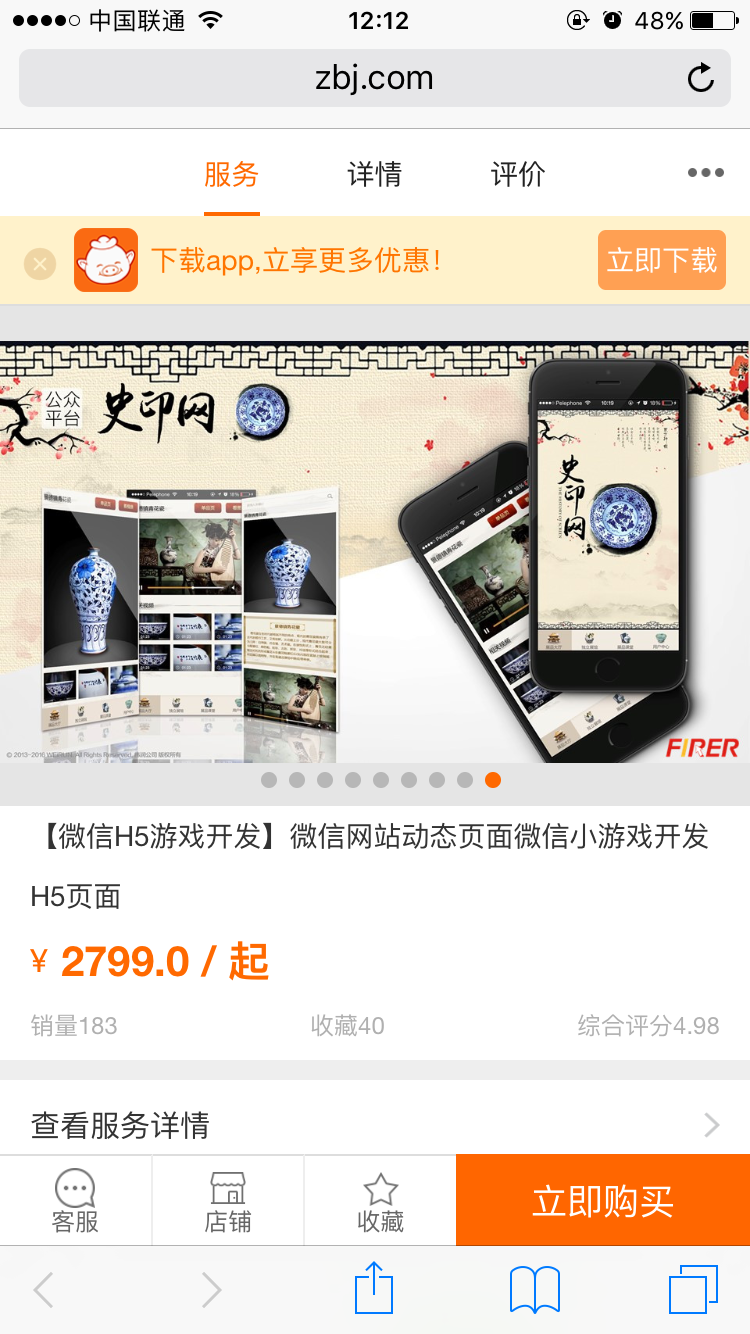 中国联通
12:12
48%
zbj.com
服务
详情
评价
下载app,立享更多优惠!
立即下载
公众
平台
史印网
Pelephone
10:19
史印网
FIRER
【微信H5游戏开发】微信网站动态页面微信小游戏开发
H5页面
¥ 2799.0 / 起
销量183
收藏40
综合评分4.98
查看服务详情
客服
店铺
收藏
立即购买